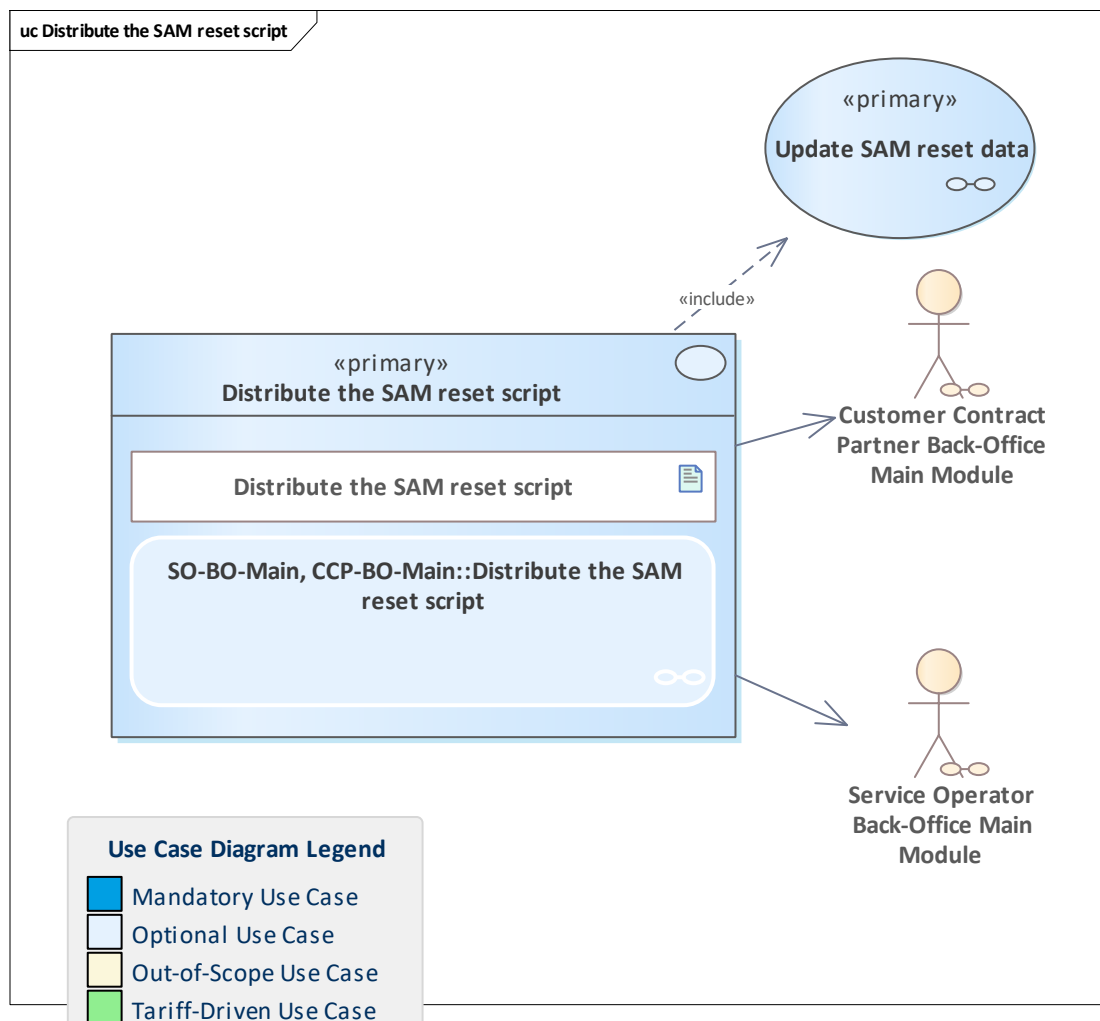 uc Distribute the SAM reset script
«primary»
Update SAM reset data
«include»
«primary»
Distribute the SAM reset script
Distribute the SAM reset script
SO-BO-Main, CCP-BO-Main::Distribute the SAM
reset script
Customer Contract
Partner Back-Office
Main Module
Service Operator
Back-Office Main
Module
Use Case Diagram Legend
Mandatory Use Case
Optional Use Case
Out-of-Scope Use Case
Tariff-Driven Use Case